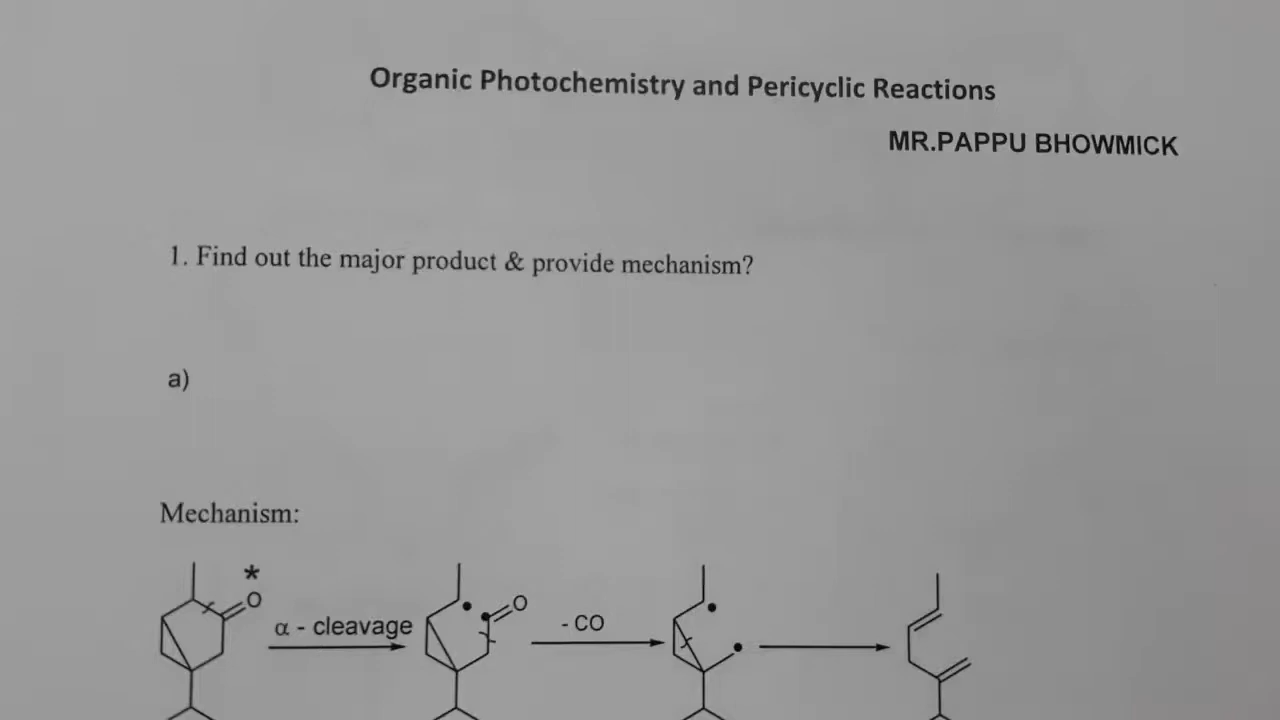 Organic Photochemistry and Pericyclic Reactions
MR.PAPPU BHOWMICK
1. Find out the major product & provide mechanism?
a)
Mechanism:
*
O
α - cleavage
O
- CO